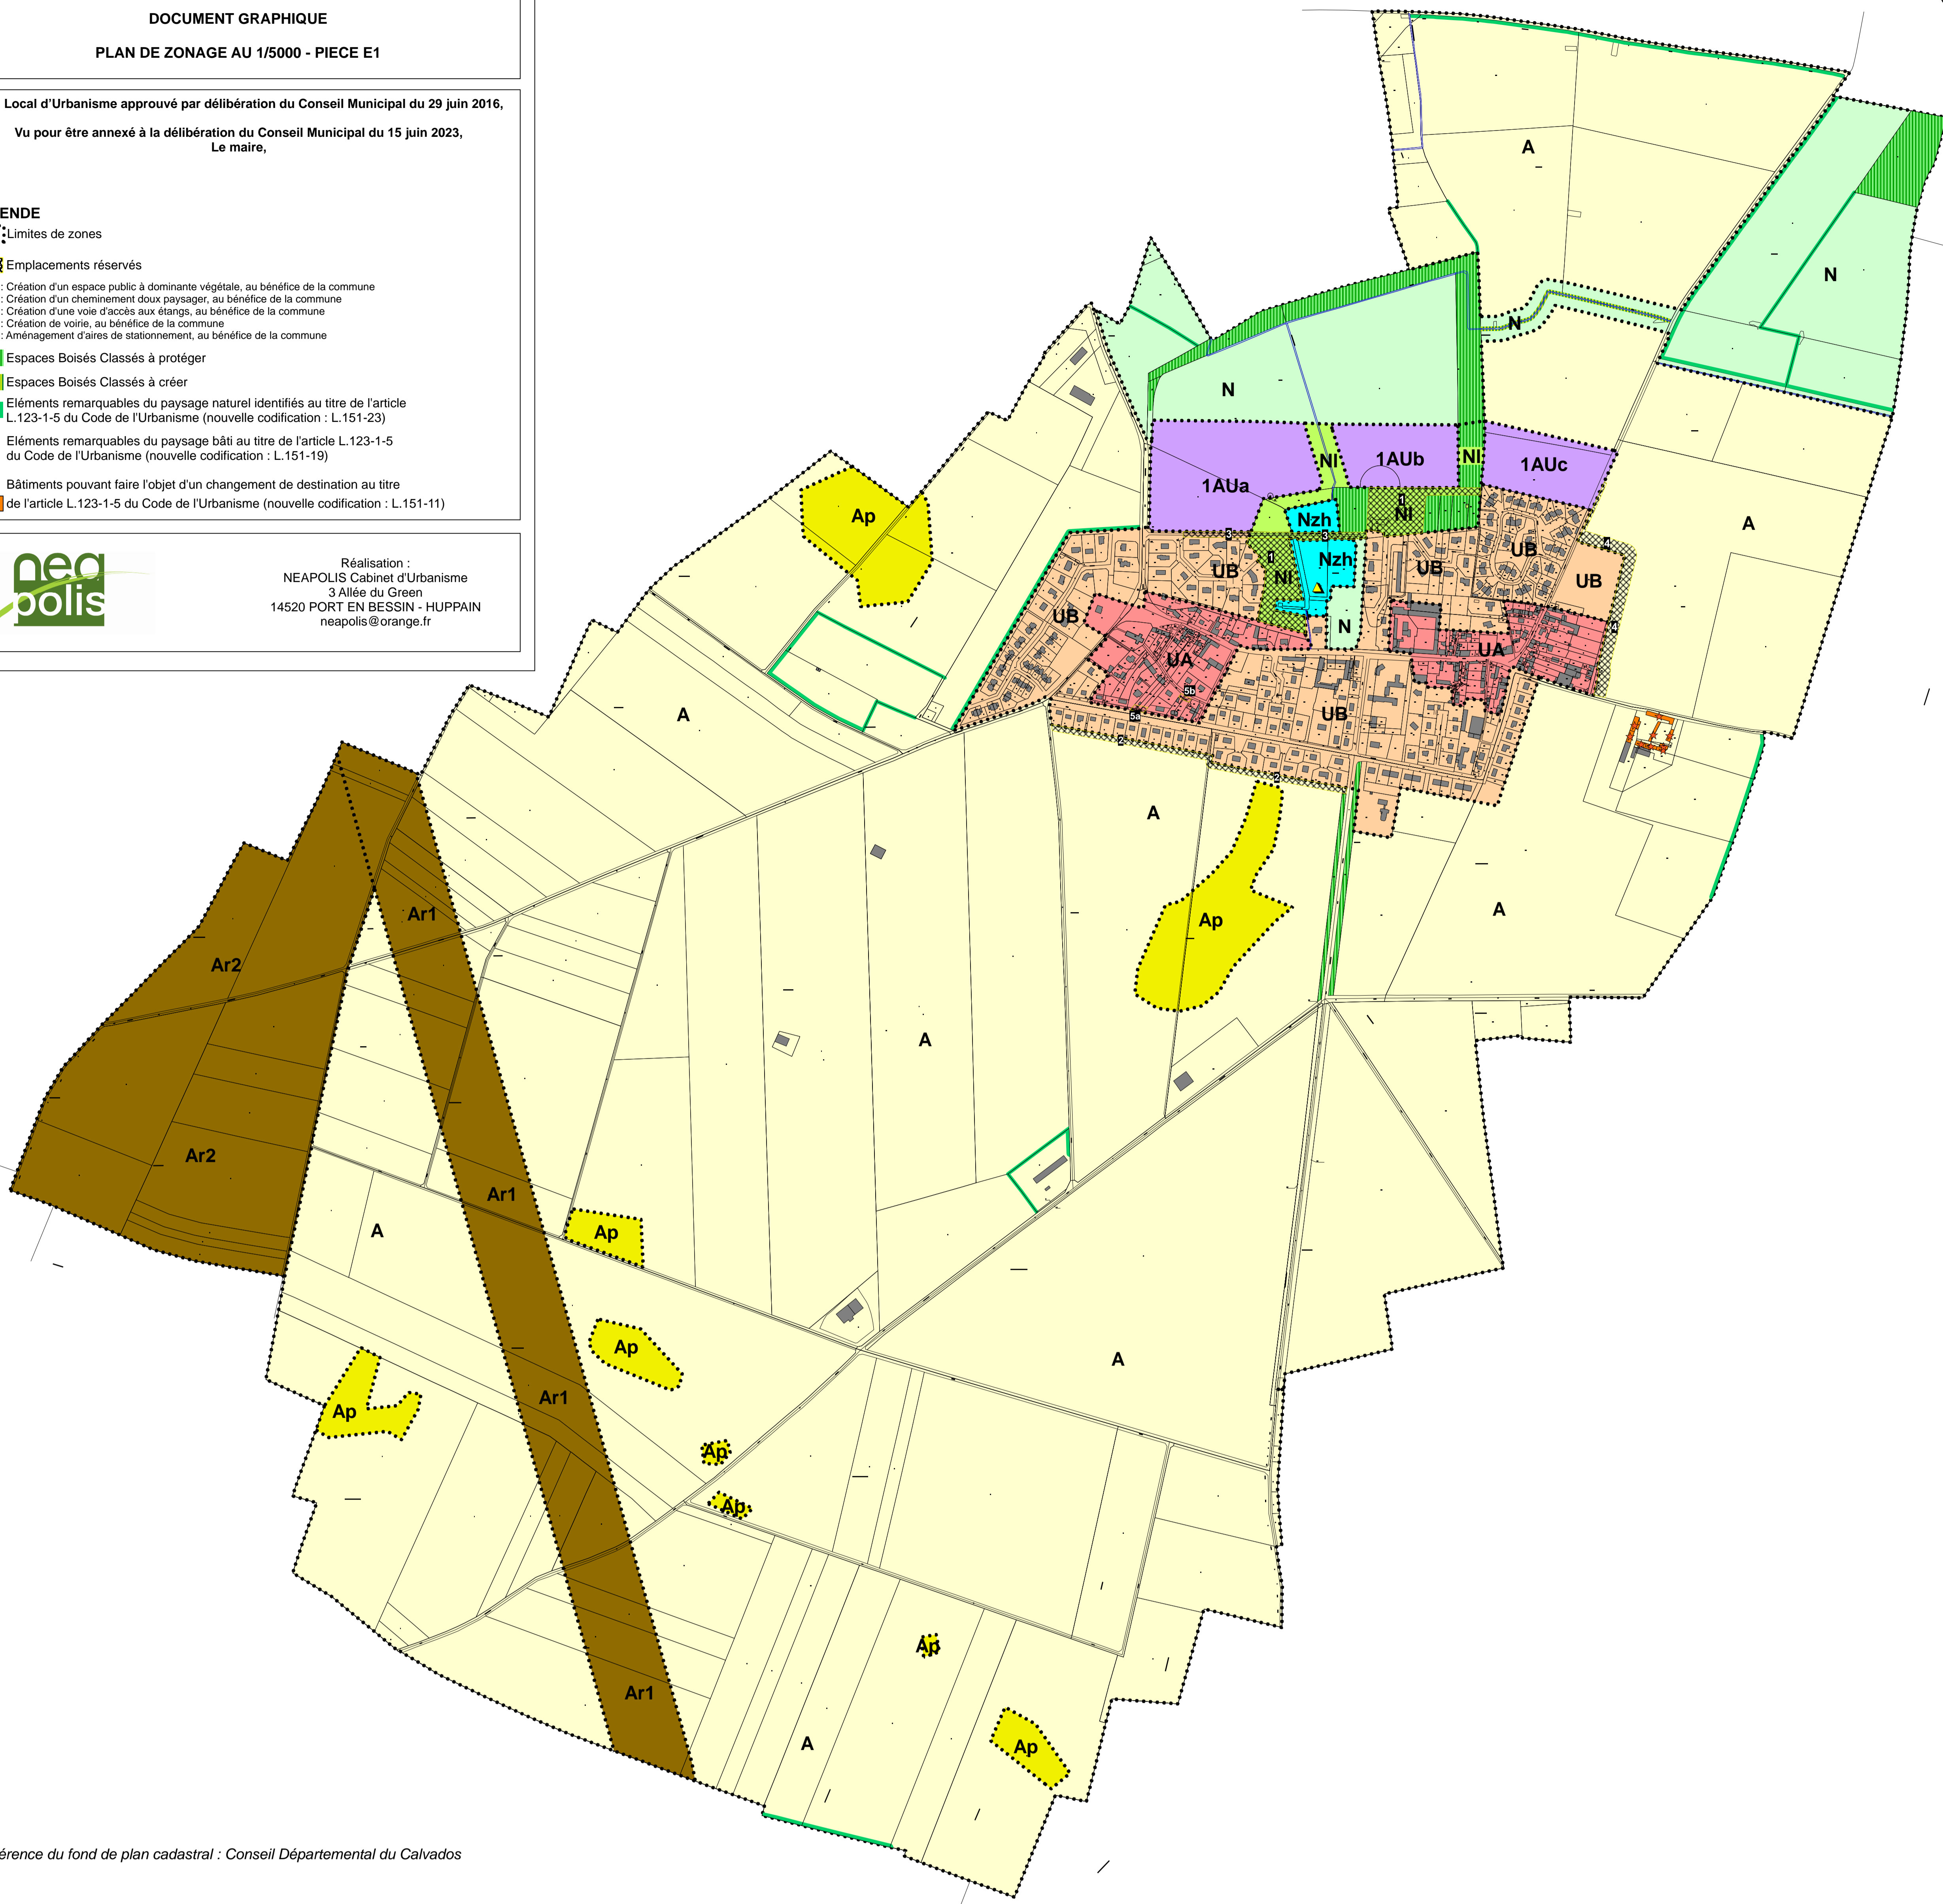 DOCUMENT GRAPHIQUE
PLAN DE ZONAGE AU 1/5000 - PIECE E1
Local d'Urbanisme approuvé par délibération du Conseil Municipal du 29 juin 2016,
Vu pour être annexé à la délibération du Conseil Municipal du 15 juin 2023,
Le maire,
ENDE
Limites de zones
Emplacements réservés
: Création d'un espace public à dominante végétale, au bénéfice de la commune
: Création d'un cheminement doux paysager, au bénéfice de la commune
: Création d'une voie d'accès aux étangs, au bénéfice de la commune
: Création de voirie, au bénéfice de la commune
: Aménagement d'aires de stationnement, au bénéfice de la commune
Espaces Boisés Classés à protéger
Espaces Boisés Classés à créer
Eléments remarquables du paysage naturel identifiés au titre de l'article
L.123-1-5 du Code de l'Urbanisme (nouvelle codification : L.151-23)
Eléments remarquables du paysage bâti au titre de l'article L.123-1-5
du Code de l'Urbanisme (nouvelle codification : L.151-19)
Bâtiments pouvant faire l'objet d'un changement de destination au titre
de l'article L.123-1-5 du Code de l'Urbanisme (nouvelle codification : L.151-11)
nea
polis
Réalisation :
NEAPOLIS Cabinet d'Urbanisme
3 Allée du Green
14520 PORT EN BESSIN - HUPPAIN
neapolis@orange.fr
A
N
N
N
1AUa
Nl
1AUb
Nl
1AUc
1
Nl
Ap
Nzh
A
3
3
4
1
Nzh
UB
Nl
UB
UB
UB
UB
N
4
UA
UA
5b
5a
UB
A
2
2
A
Ap
A
Ar1
Ar2
A
Ar2
Ar1
A
Ap
Ap
A
Ar1
Ap
Ap
Ap
Ap
Ar1
A
Ap
érence du fond de plan cadastral : Conseil Départemental du Calvados